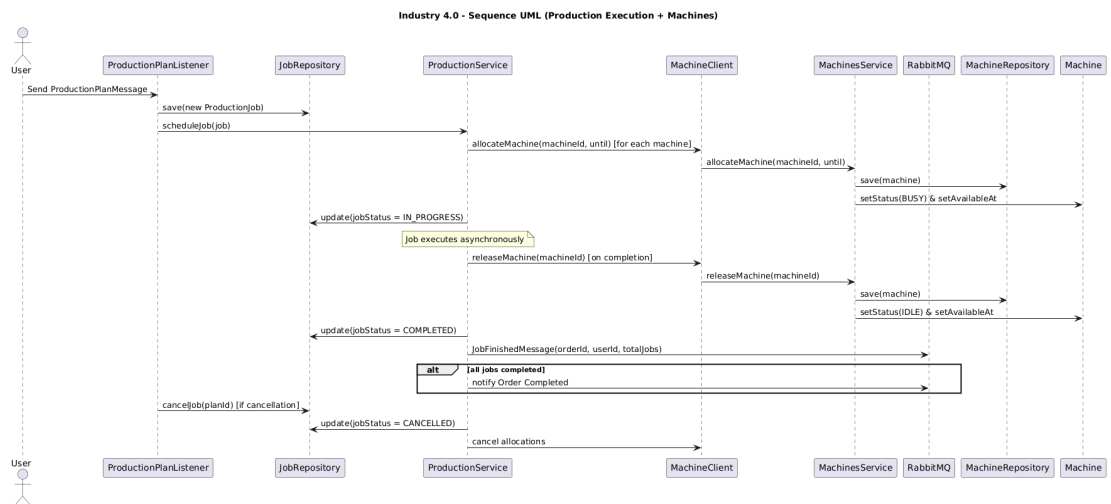 Industry 4.0 - Sequence UML (Production Execution + Machines)
User
ProductionPlanListener
JobRepository
ProductionService
MachineClient
MachinesService
RabbitMQ
MachineRepository
Machine
Send ProductionPlanMessage
save(new ProductionJob)
scheduleJob(job)
allocateMachine(machineId, until) [for each machine]
allocateMachine(machineId, until)
save(machine)
setStatus(BUSY) & setAvailableAt
update(jobStatus = IN_PROGRESS)
Job executes asynchronously
releaseMachine(machineId) [on completion]
releaseMachine(machineId)
save(machine)
setStatus(IDLE) & setAvailableAt
update(jobStatus = COMPLETED)
JobFinishedMessage(orderId, userId, totalJobs)
alt [all jobs completed]
notify Order Completed
cancelJob(planId) [if cancellation]
update(jobStatus = CANCELLED)
cancel allocations
User
ProductionPlanListener
JobRepository
ProductionService
MachineClient
MachinesService
RabbitMQ
MachineRepository
Machine